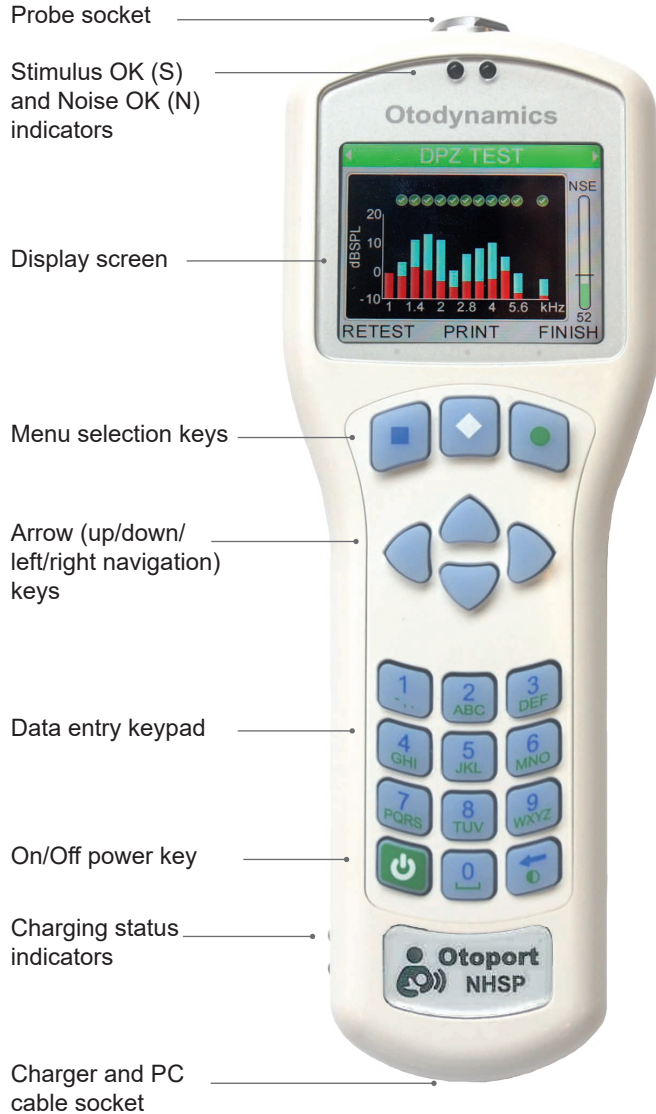 Probe socket
Stimulus OK (S)
and Noise OK (N)
indicators
Otodynamics
DPZ TEST
NSE
20
10
0
-10
dBSPL
1 1.4 2 2.8 4 5.6 kHz
52
RETEST PRINT FINISH
Display screen
Menu selection keys
Arrow (up/down/
left/right navigation)
keys
1 2 3
-,. ABC DEF
Data entry keypad
4 5 6
GHI JKL MNO
7 8 9
PQRS TUV WXYZ
On/Off power key
0
Charging status
indicators
Otoport
NHSP
Charger and PC
cable socket